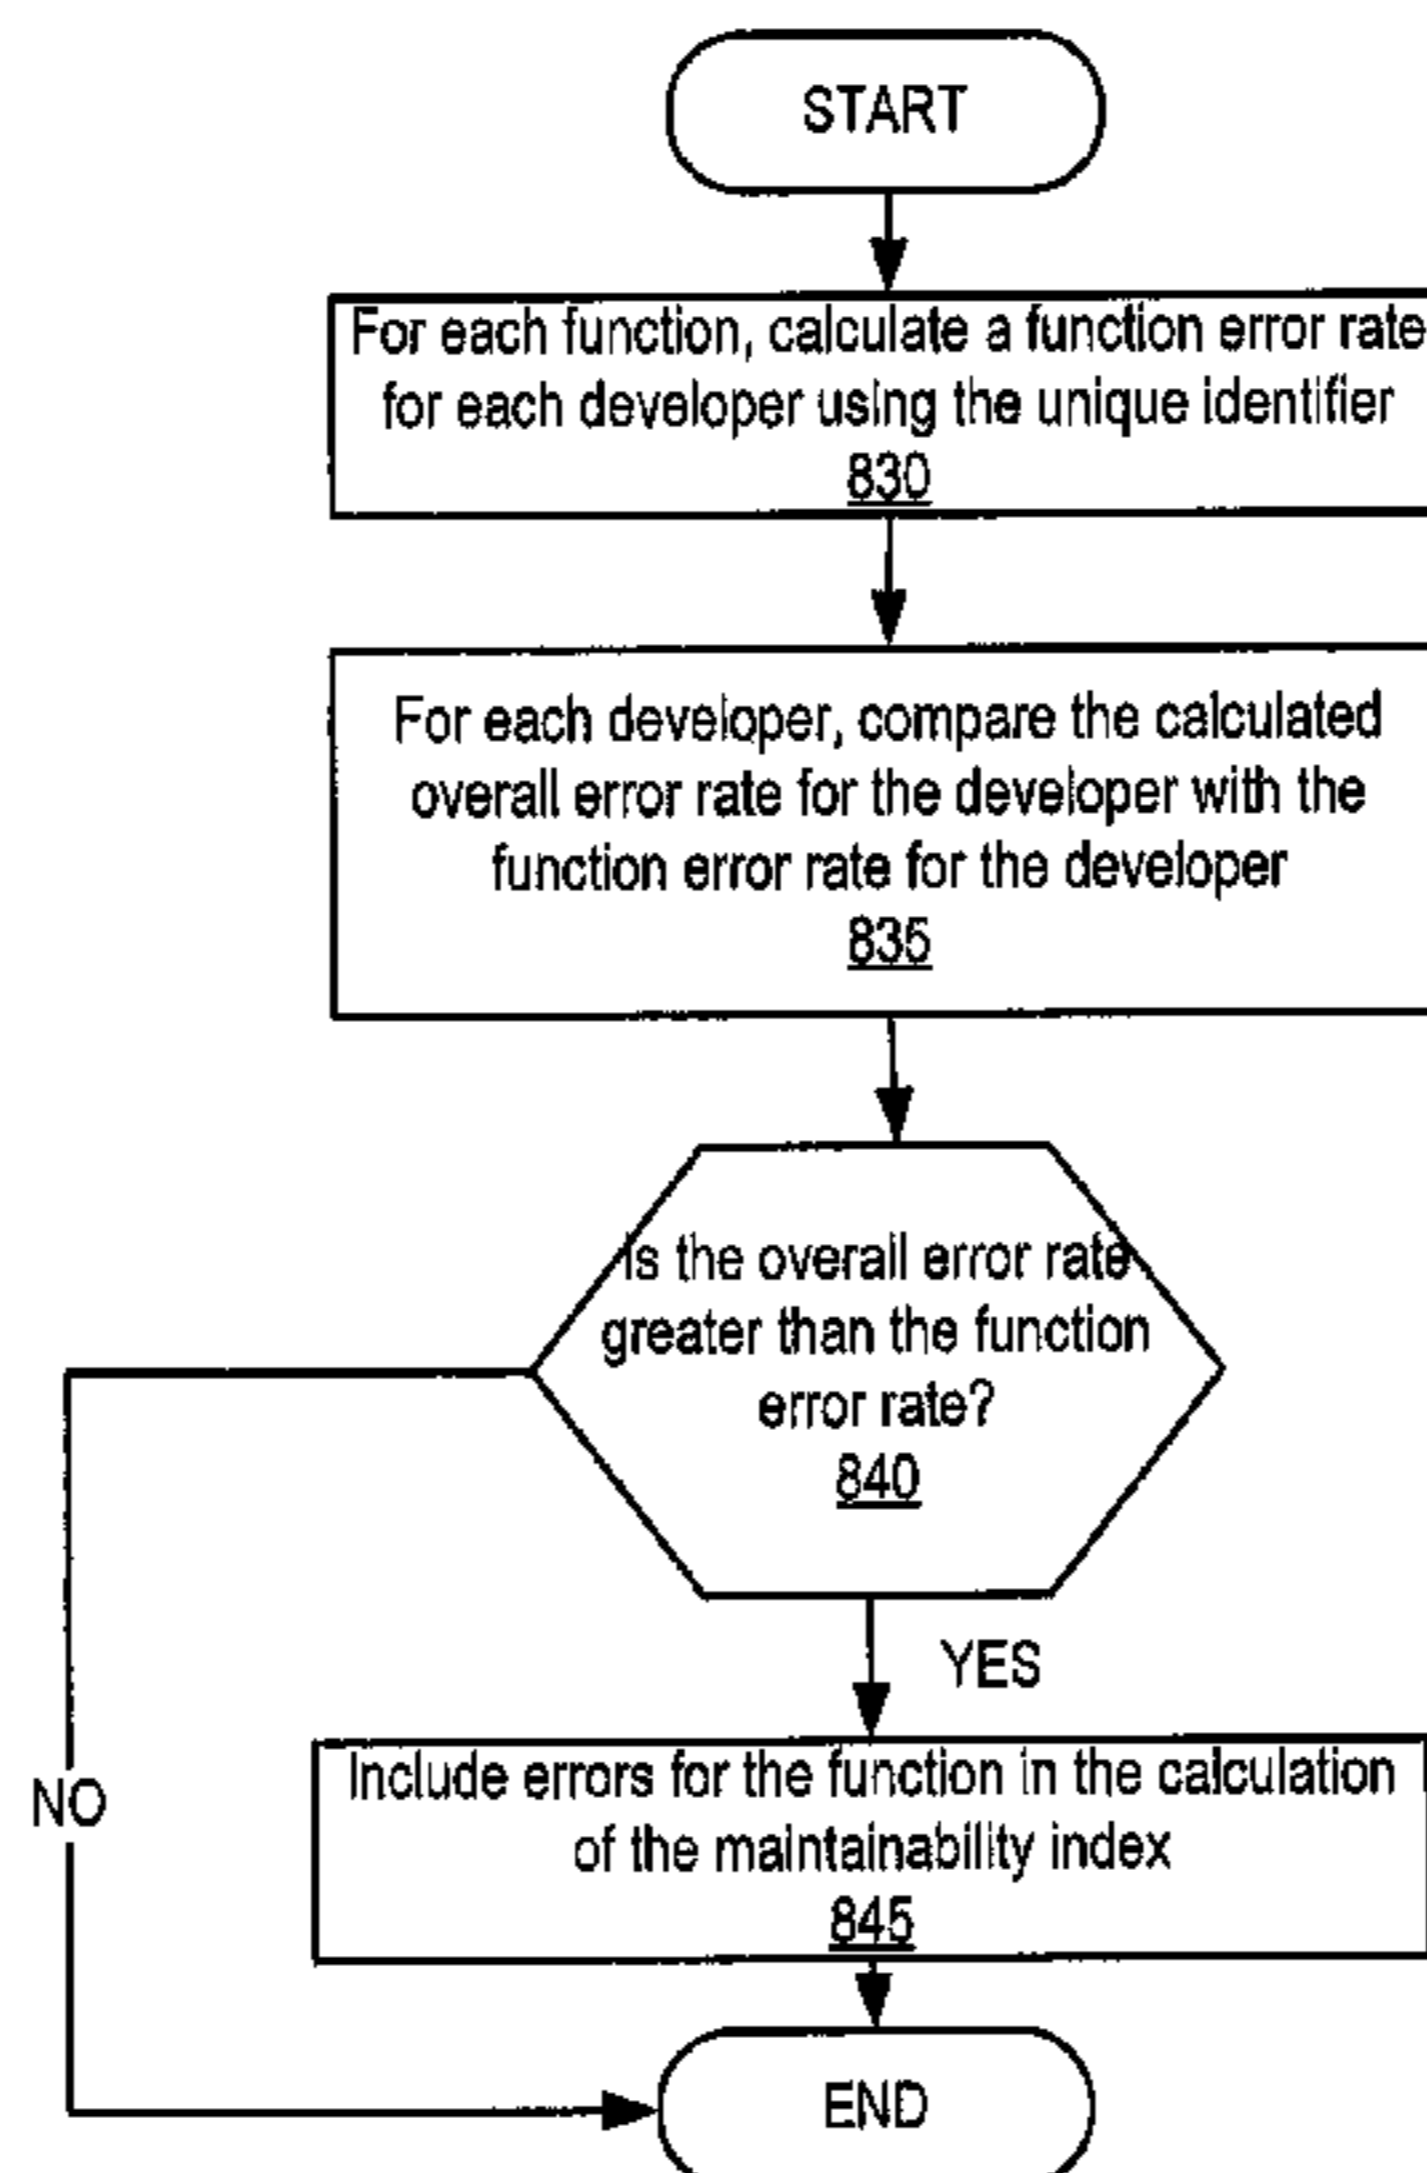 START
For each function, calculate a function error rate
for each developer using the unique identifier
830
For each developer, compare the calculated
overall error rate for the developer with the
function error rate for the developer
835
Is the overall error rate
greater than the function
error rate?
840
YES
NO
Include errors for the function in the calculation
of the maintainability index
845
END